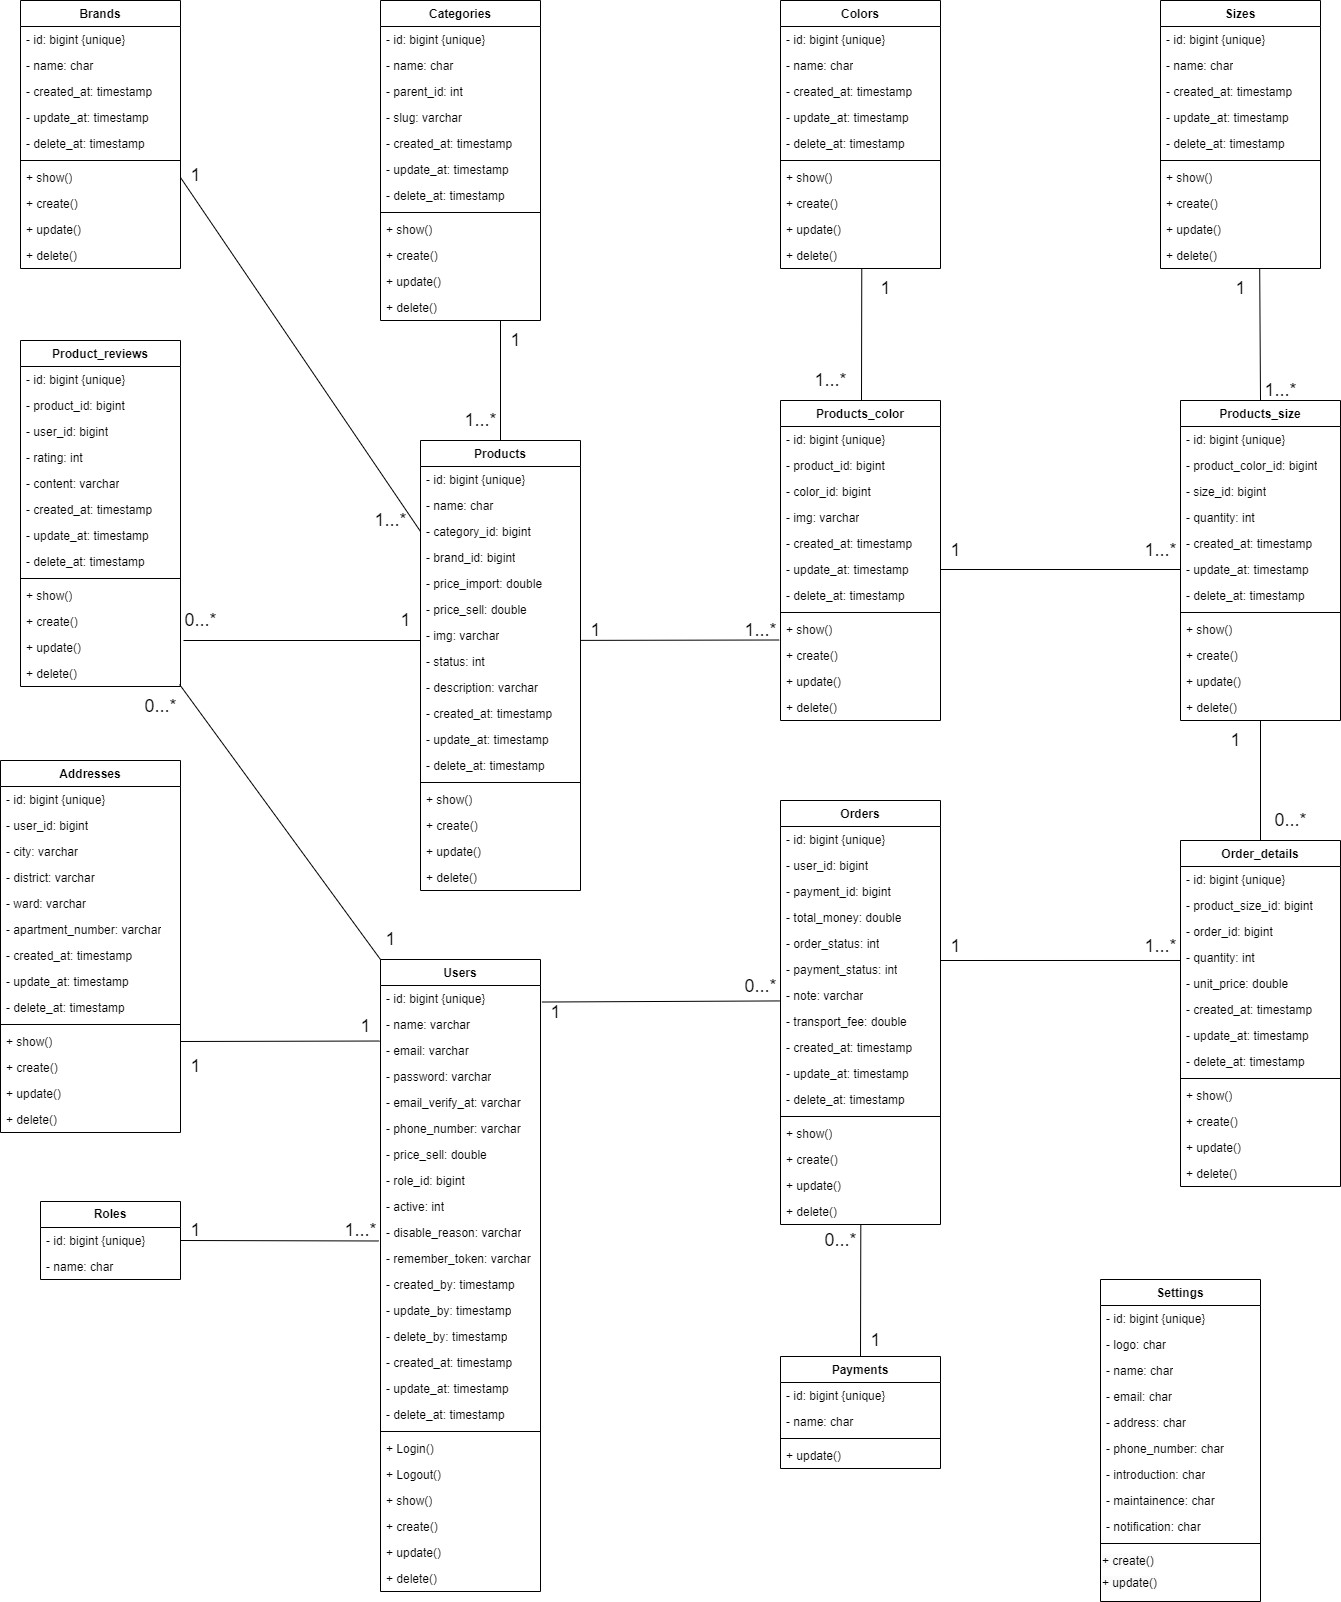 Brands
- id: bigint {unique}
- name: char
- created_at: timestamp
- update_at: timestamp
- delete_at: timestamp
+ show()
+ create()
+ update()
+ delete()
1
Categories
- id: bigint {unique}
- name: char
- parent_id: int
- slug: varchar
- created_at: timestamp
- update_at: timestamp
- delete_at: timestamp
+ show()
+ create()
+ update()
+ delete()
1
1...*
Colors
- id: bigint {unique}
- name: char
- created_at: timestamp
- update_at: timestamp
- delete_at: timestamp
+ show()
+ create()
+ update()
+ delete()
1
1...*
Sizes
- id: bigint {unique}
- name: char
- created_at: timestamp
- update_at: timestamp
- delete_at: timestamp
+ show()
+ create()
+ update()
+ delete()
1
1...*
Product_reviews
- id: bigint {unique}
- product_id: bigint
- user_id: bigint
- rating: int
- content: varchar
- created_at: timestamp
- update_at: timestamp
- delete_at: timestamp
+ show()
+ create()
+ update()
+ delete()
0...*
0...*
1...*
1
Products
- id: bigint {unique}
- name: char
- category_id: bigint
- brand_id: bigint
- price_import: double
- price_sell: double
- img: varchar
- status: int
- description: varchar
- created_at: timestamp
- update_at: timestamp
- delete_at: timestamp
+ show()
+ create()
+ update()
+ delete()
1
1...*
Products_color
- id: bigint {unique}
- product_id: bigint
- color_id: bigint
- img: varchar
- created_at: timestamp
- update_at: timestamp
- delete_at: timestamp
+ show()
+ create()
+ update()
+ delete()
1
1...*
Products_size
- id: bigint {unique}
- product_color_id: bigint
- size_id: bigint
- quantity: int
- created_at: timestamp
- update_at: timestamp
- delete_at: timestamp
+ show()
+ create()
+ update()
+ delete()
1
0...*
Addresses
- id: bigint {unique}
- user_id: bigint
- city: varchar
- district: varchar
- ward: varchar
- apartment_number: varchar
- created_at: timestamp
- update_at: timestamp
- delete_at: timestamp
+ show()
+ create()
+ update()
+ delete()
1
1
1
Users
- id: bigint {unique}
- name: varchar
- email: varchar
- password: varchar
- email_verify_at: varchar
- phone_number: varchar
- price_sell: double
- role_id: bigint
- active: int
- disable_reason: varchar
- remember_token: varchar
- created_by: timestamp
- update_by: timestamp
- delete_by: timestamp
- created_at: timestamp
- update_at: timestamp
- delete_at: timestamp
+ Login()
+ Logout()
+ show()
+ create()
+ update()
+ delete()
1
0...*
Orders
- id: bigint {unique}
- user_id: bigint
- payment_id: bigint
- total_money: double
- order_status: int
- payment_status: int
- note: varchar
- transport_fee: double
- created_at: timestamp
- update_at: timestamp
- delete_at: timestamp
+ show()
+ create()
+ update()
+ delete()
1
1...*
Order_details
- id: bigint {unique}
- product_size_id: bigint
- order_id: bigint
- quantity: int
- unit_price: double
- created_at: timestamp
- update_at: timestamp
- delete_at: timestamp
+ show()
+ create()
+ update()
+ delete()
Roles
- id: bigint {unique}
- name: char
1
1...*
0...*
1
Payments
- id: bigint {unique}
- name: char
+ update()
Settings
- id: bigint {unique}
- logo: char
- name: char
- email: char
- address: char
- phone_number: char
- introduction: char
- maintainence: char
- notification: char
+ create()
+ update()